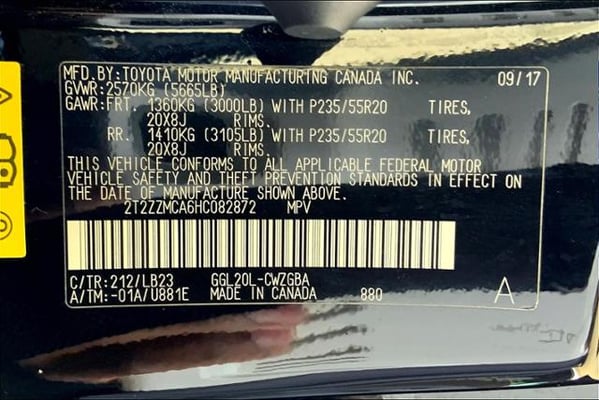 MFD. BY: TOYOTA MOTOR MANUFACTURING CANADA INC. 09/17
GVWR: 2570KG (5665LB)
GAWR: FRT. 1360KG (3000LB) WITH P235/55R20 TIRES,
20X8J RIMS.
RR. 1410KG (3105LB) WITH P235/55R20 TIRES,
20X8J RIMS.
THIS VEHICLE CONFORMS TO ALL APPLICABLE FEDERAL MOTOR
VEHICLE SAFETY AND THEFT PREVENTION STANDARDS IN EFFECT ON
THE DATE OF MANUFACTURE SHOWN ABOVE.
2T2ZZMCA6HC082872 MPV
C/TR: 212/LB23 GGL20L-CWZGBA
A/TM: -01A/U881E MADE IN CANADA 880 A